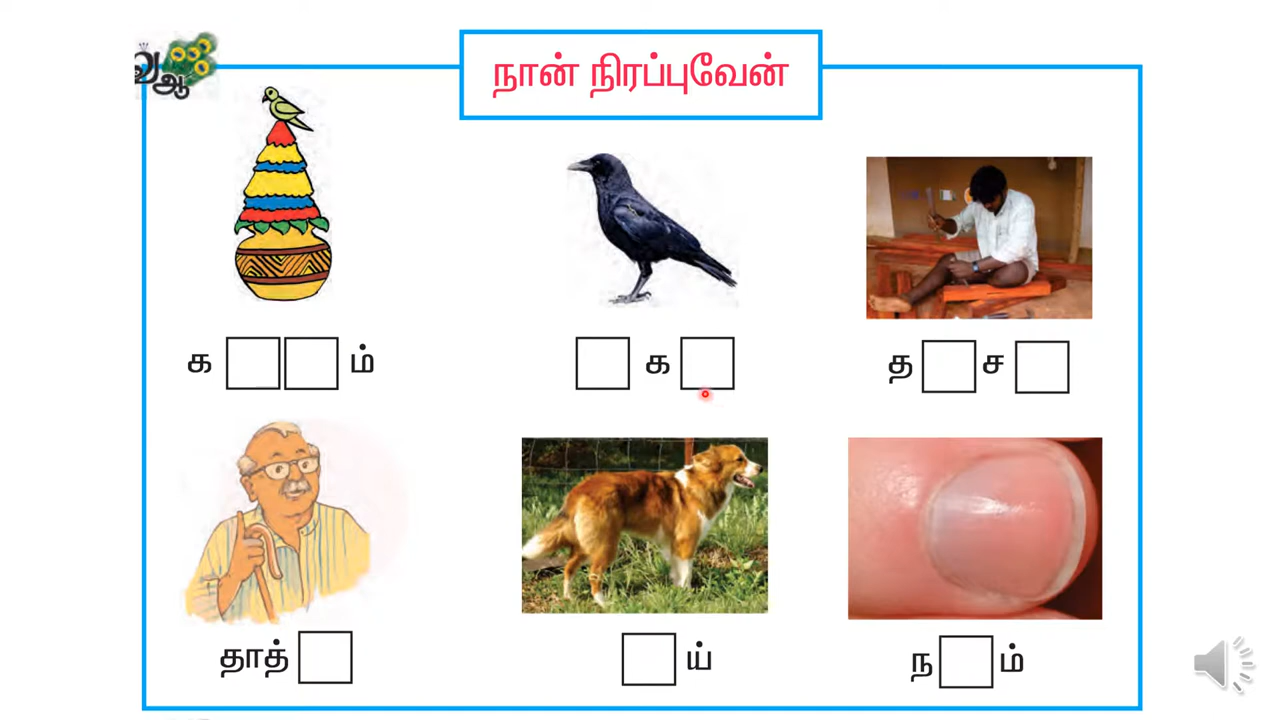 நான் நிரப்புவேன்
க ம்
க
த ச
தாத்
ய்
ந ம்